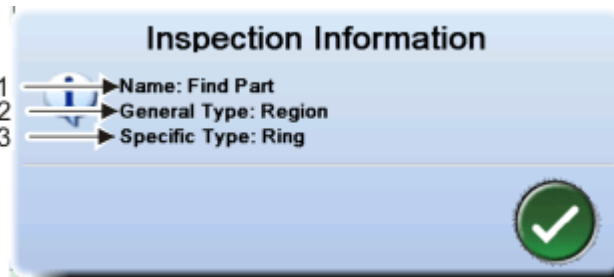 Inspection Information
1 Name: Find Part
2 General Type: Region
3 Specific Type: Ring